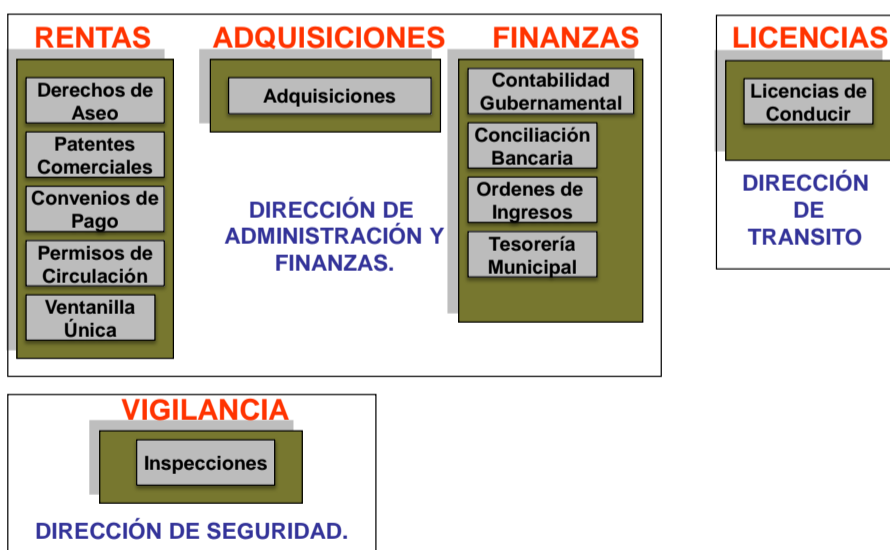 RENTAS
Derechos de
Aseo
Patentes
Comerciales
Convenios de
Pago
Permisos de
Circulación
Ventanilla
Única
ADQUISICIONES
Adquisiciones
DIRECCIÓN DE
ADMINISTRACIÓN Y
FINANZAS.
FINANZAS
Contabilidad
Gubernamental
Conciliación
Bancaria
Ordenes de
Ingresos
Tesorería
Municipal
LICENCIAS
Licencias de
Conducir
DIRECCIÓN
DE
TRANSITO
VIGILANCIA
Inspecciones
DIRECCIÓN DE SEGURIDAD.